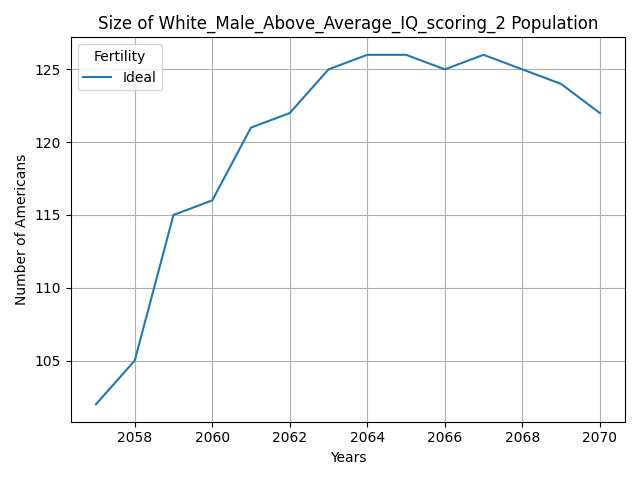 Size of White_Male_Above_Average_IQ_scoring_2 Population
Fertility
Ideal
Number of Americans
125
120
115
110
105
2058 2060 2062 2064 2066 2068 2070
Years